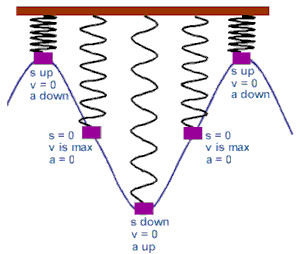 s up
v = 0
a down
s up
v = 0
a down
s = 0
v is max
a = 0
s = 0
v is max
a = 0
s down
v = 0
a up